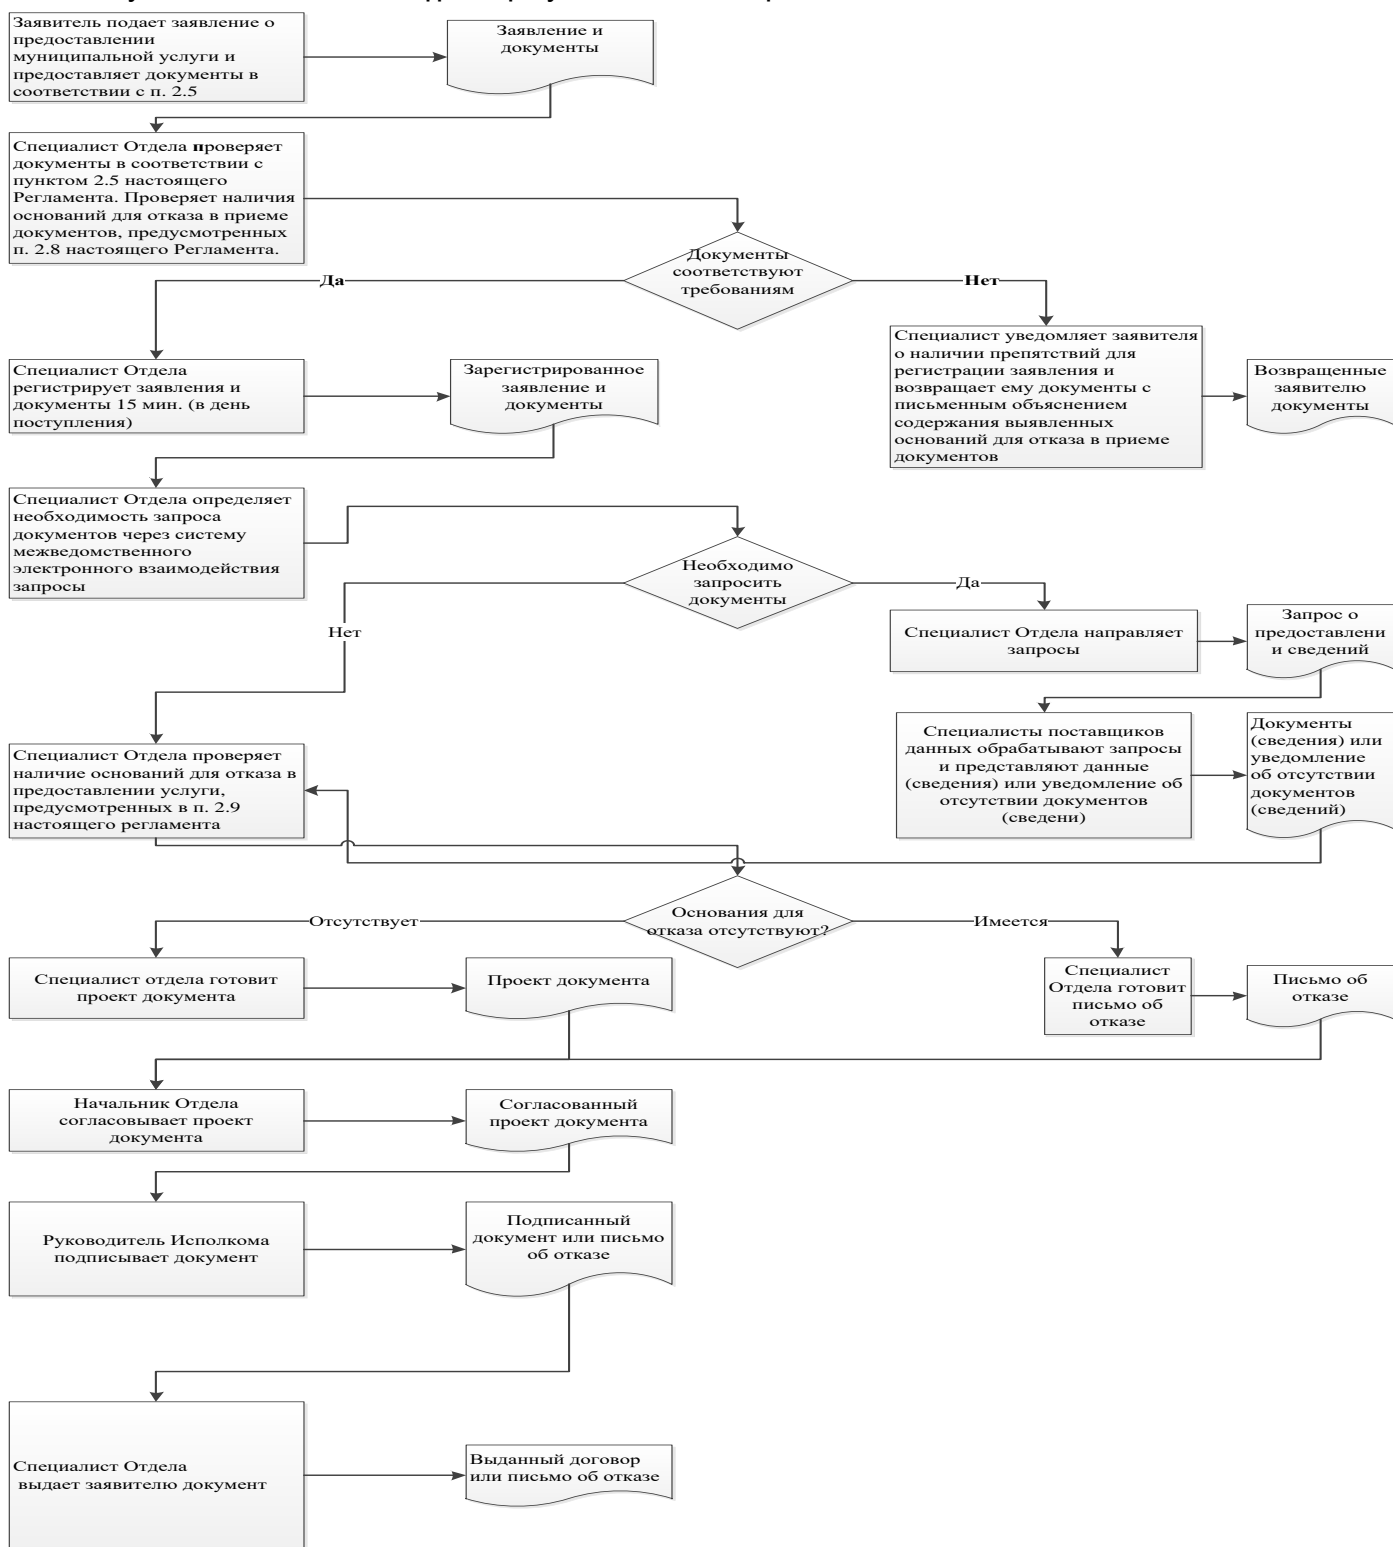 Заявитель подает заявление о
предоставлении
муниципальной услуги и
предоставляет документы в
соответствии с п. 2.5
Заявление и
документы
Специалист Отдела проверяет
документы в соответствии с
пунктом 2.5 настоящего
Регламента. Проверяет наличия
оснований для отказа в приеме
документов, предусмотренных
п. 2.8 настоящего Регламента.
Документы
соответствуют
требованиям
Да
Нет
Специалист Отдела
регистрирует заявления и
документы 15 мин. (в день
поступления)
Зарегистрированное
заявление и
документы
Специалист уведомляет заявителя
о наличии препятствий для
регистрации заявления и
возвращает ему документы с
письменным объяснением
содержания выявленных
оснований для отказа в приеме
документов
Возвращенные
заявителю
документы
Специалист Отдела определяет
необходимость запроса
документов через систему
межведомственного
электронного взаимодействия
запросы
Необходимо
запросить
документы
Да
Нет
Специалист Отдела направляет
запросы
Запрос о
предоставлени
и сведений
Специалисты поставщиков
данных обрабатывают запросы
и представляют данные
(сведения) или уведомление об
отсутствии документов
(сведени)
Документы
(сведения) или
уведомление
об отсутствии
документов
(сведений)
Специалист Отдела проверяет
наличие оснований для отказа в
предоставлении услуги,
предусмотренных в п. 2.9
настоящего регламента
Основания для
отказа отсутствуют?
Отсутствует
Имеется
Специалист отдела готовит
проект документа
Проект документа
Специалист
Отдела готовит
письмо об
отказе
Письмо об
отказе
Начальник Отдела
согласовывает проект
документа
Согласованный
проект документа
Руководитель Исполкома
подписывает документ
Подписанный
документ или письмо
об отказе
Специалист Отдела
выдает заявителю документ
Выданный договор
или письмо об отказе